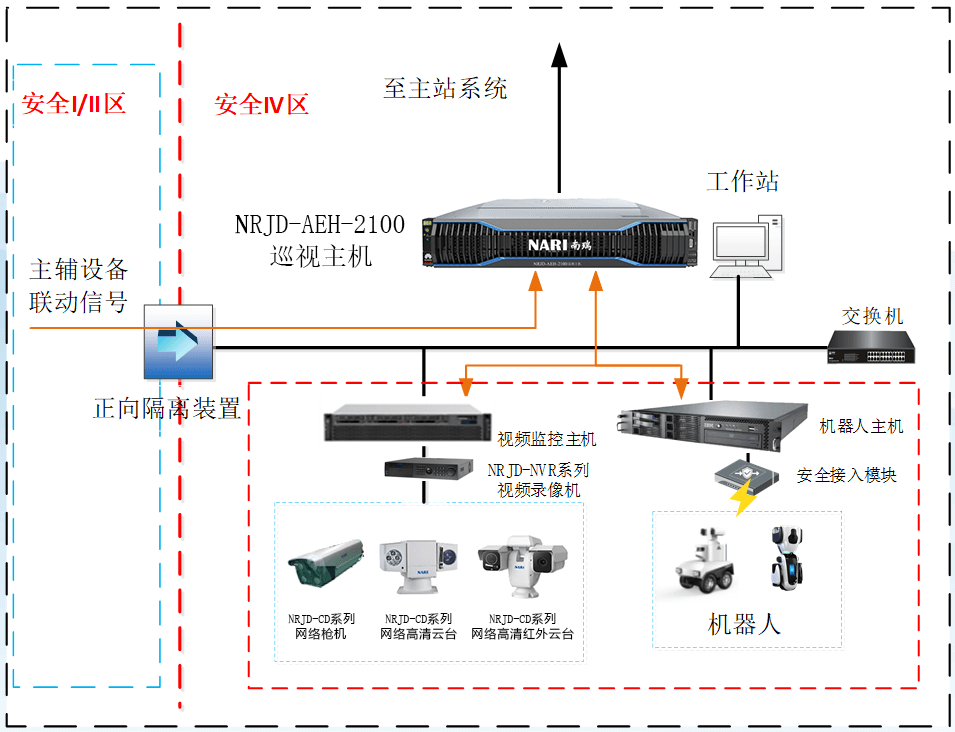 至主站系统
安全I/II区
安全IV区
工作站
NRJD-AEH-2100
巡视主机
NARI 南瑞
主辅设备
联动信号
交换机
正向隔离装置
视频监控主机
机器人主机
NRJD-NVR系列
视频录像机
安全接入模块
NARI
NARI
NRJD-CD系列
网络枪机
NRJD-CD系列
网络高清云台
NRJD-CD系列
网络高清红外云台
机器人